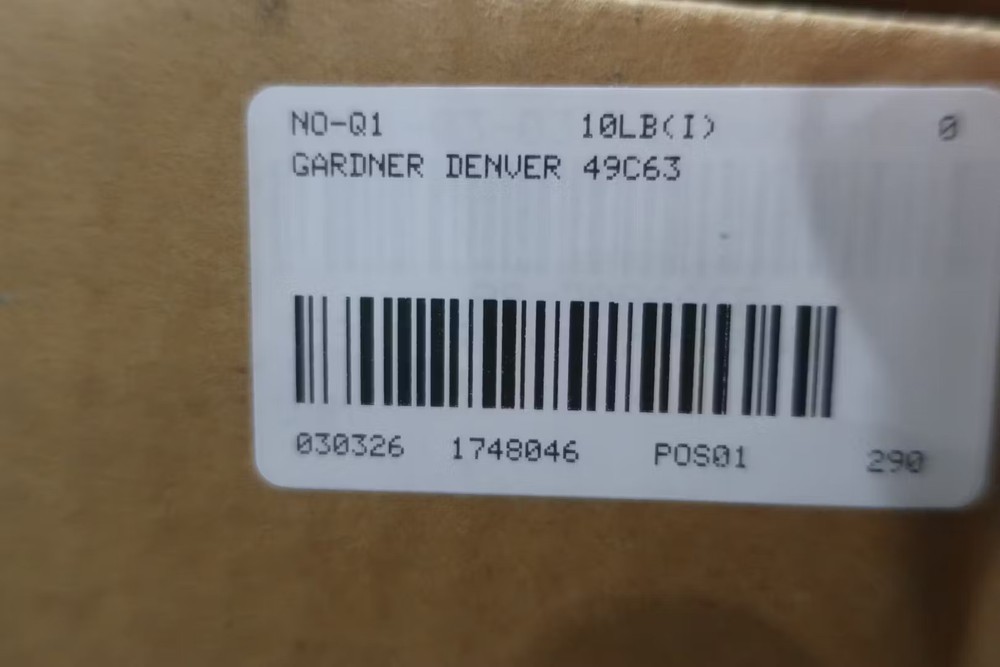 NO-Q1 10LB(I) 0
GARDNER DENVER 49C63
030326 1748046 POS01 290